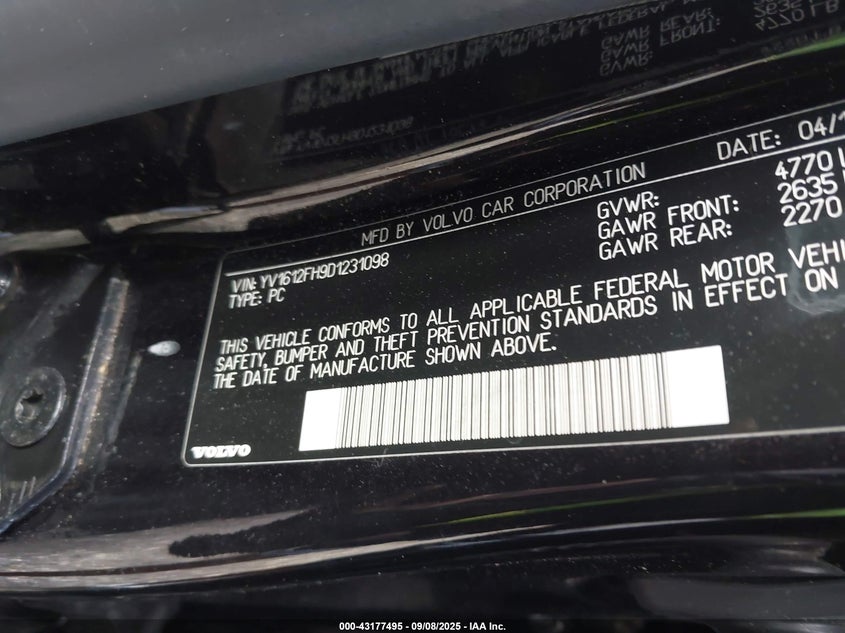 MFD BY VOLVO CAR CORPORATION
DATE: 04/1
VIN: YV1612FH9D1231098
TYPE: PC
GVWR: 4770 L
GAWR FRONT: 2635
GAWR REAR: 2270
THIS VEHICLE CONFORMS TO ALL APPLICABLE FEDERAL MOTOR VEHI
SAFETY, BUMPER AND THEFT PREVENTION STANDARDS IN EFFECT ON
THE DATE OF MANUFACTURE SHOWN ABOVE.
VOLVO
000-43177495 - 09/08/2025 - IAA Inc.